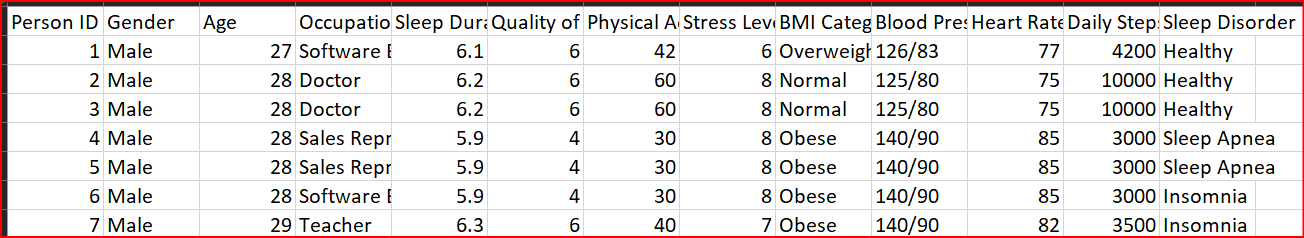 Person ID Gender Age Occupatio Sleep Dura Quality of Physical Ac Stress Leve BMI Categ Blood Pres Heart Rate Daily Steps Sleep Disorder
1 Male 27 Software E 6.1 6 42 6 Overweigh 126/83 77 4200 Healthy
2 Male 28 Doctor 6.2 6 60 8 Normal 125/80 75 10000 Healthy
3 Male 28 Doctor 6.2 6 60 8 Normal 125/80 75 10000 Healthy
4 Male 28 Sales Repr 5.9 4 30 8 Obese 140/90 85 3000 Sleep Apnea
5 Male 28 Sales Repr 5.9 4 30 8 Obese 140/90 85 3000 Sleep Apnea
6 Male 28 Software E 5.9 4 30 8 Obese 140/90 85 3000 Insomnia
7 Male 29 Teacher 6.3 6 40 7 Obese 140/90 82 3500 Insomnia